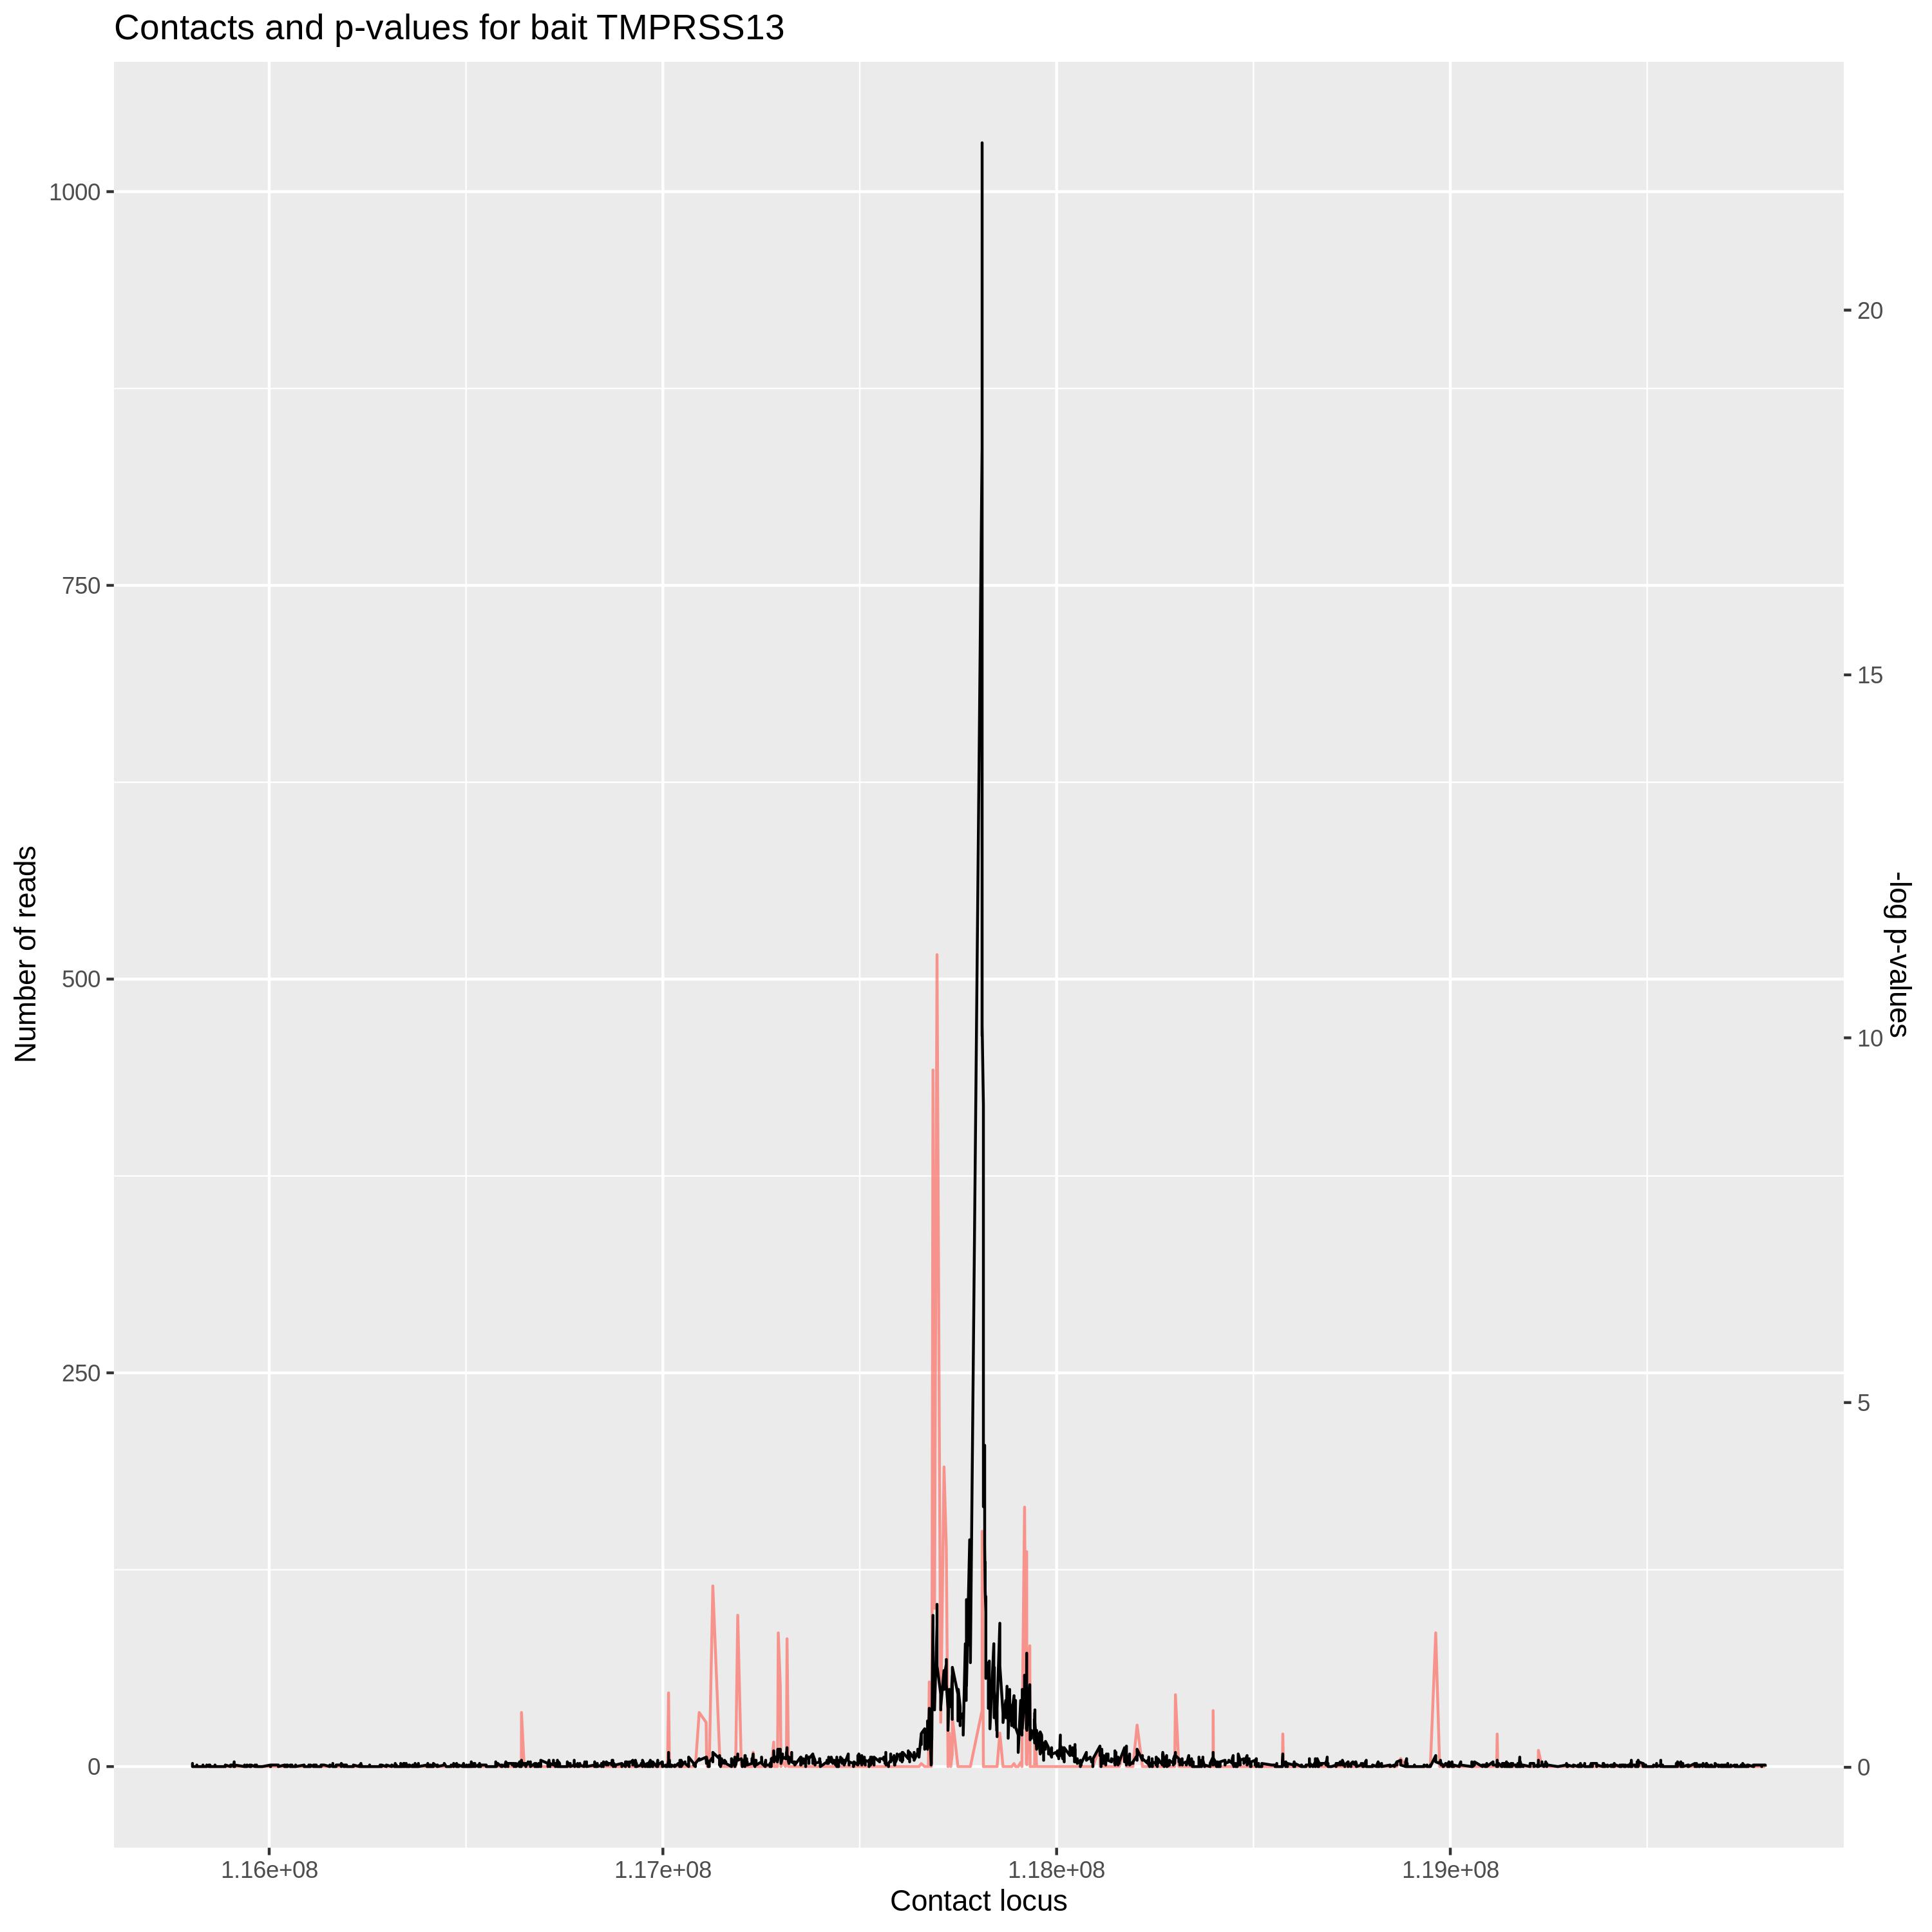 Contacts and p-values for bait TMPRSS13
1000
750
500
250
0
Number of reads
20
15
10
5
0
-log p-values
1.16e+08
1.17e+08
1.18e+08
1.19e+08
Contact locus